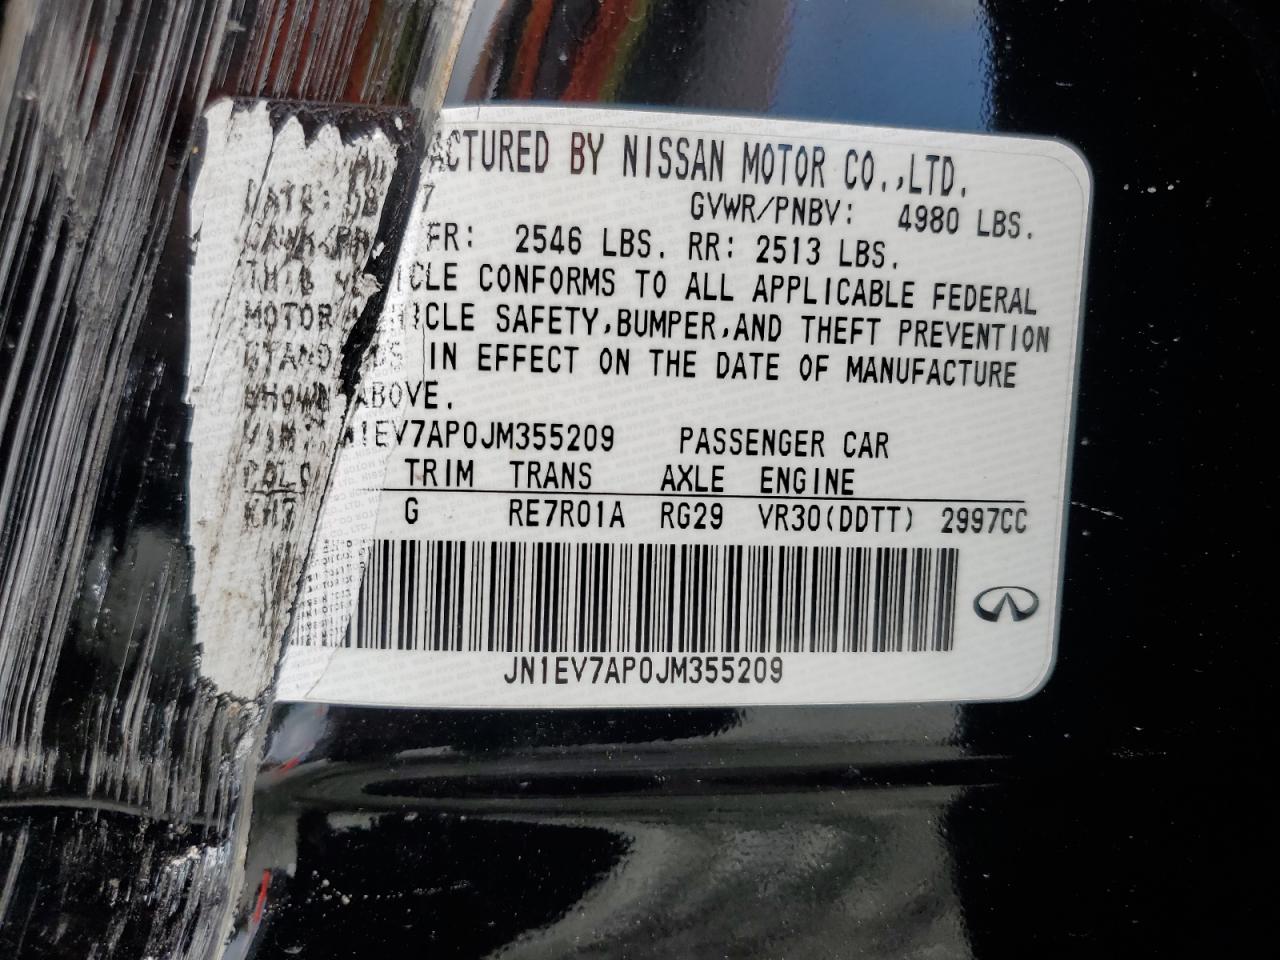 ACTURED BY NISSAN MOTOR CO.,LTD.
GVWR/PNBV: 4980 LBS.
FR: 2546 LBS. RR: 2513 LBS.
CLE CONFORMS TO ALL APPLICABLE FEDERAL
MOTOR CLE SAFETY,BUMPER,AND THEFT PREVENTION
IN EFFECT ON THE DATE OF MANUFACTURE
ABOVE.
N1EV7AP0JM355209 PASSENGER CAR
TRIM TRANS AXLE ENGINE
G RE7R01A RG29 VR30(DDTT) 2997CC
JN1EV7AP0JM355209